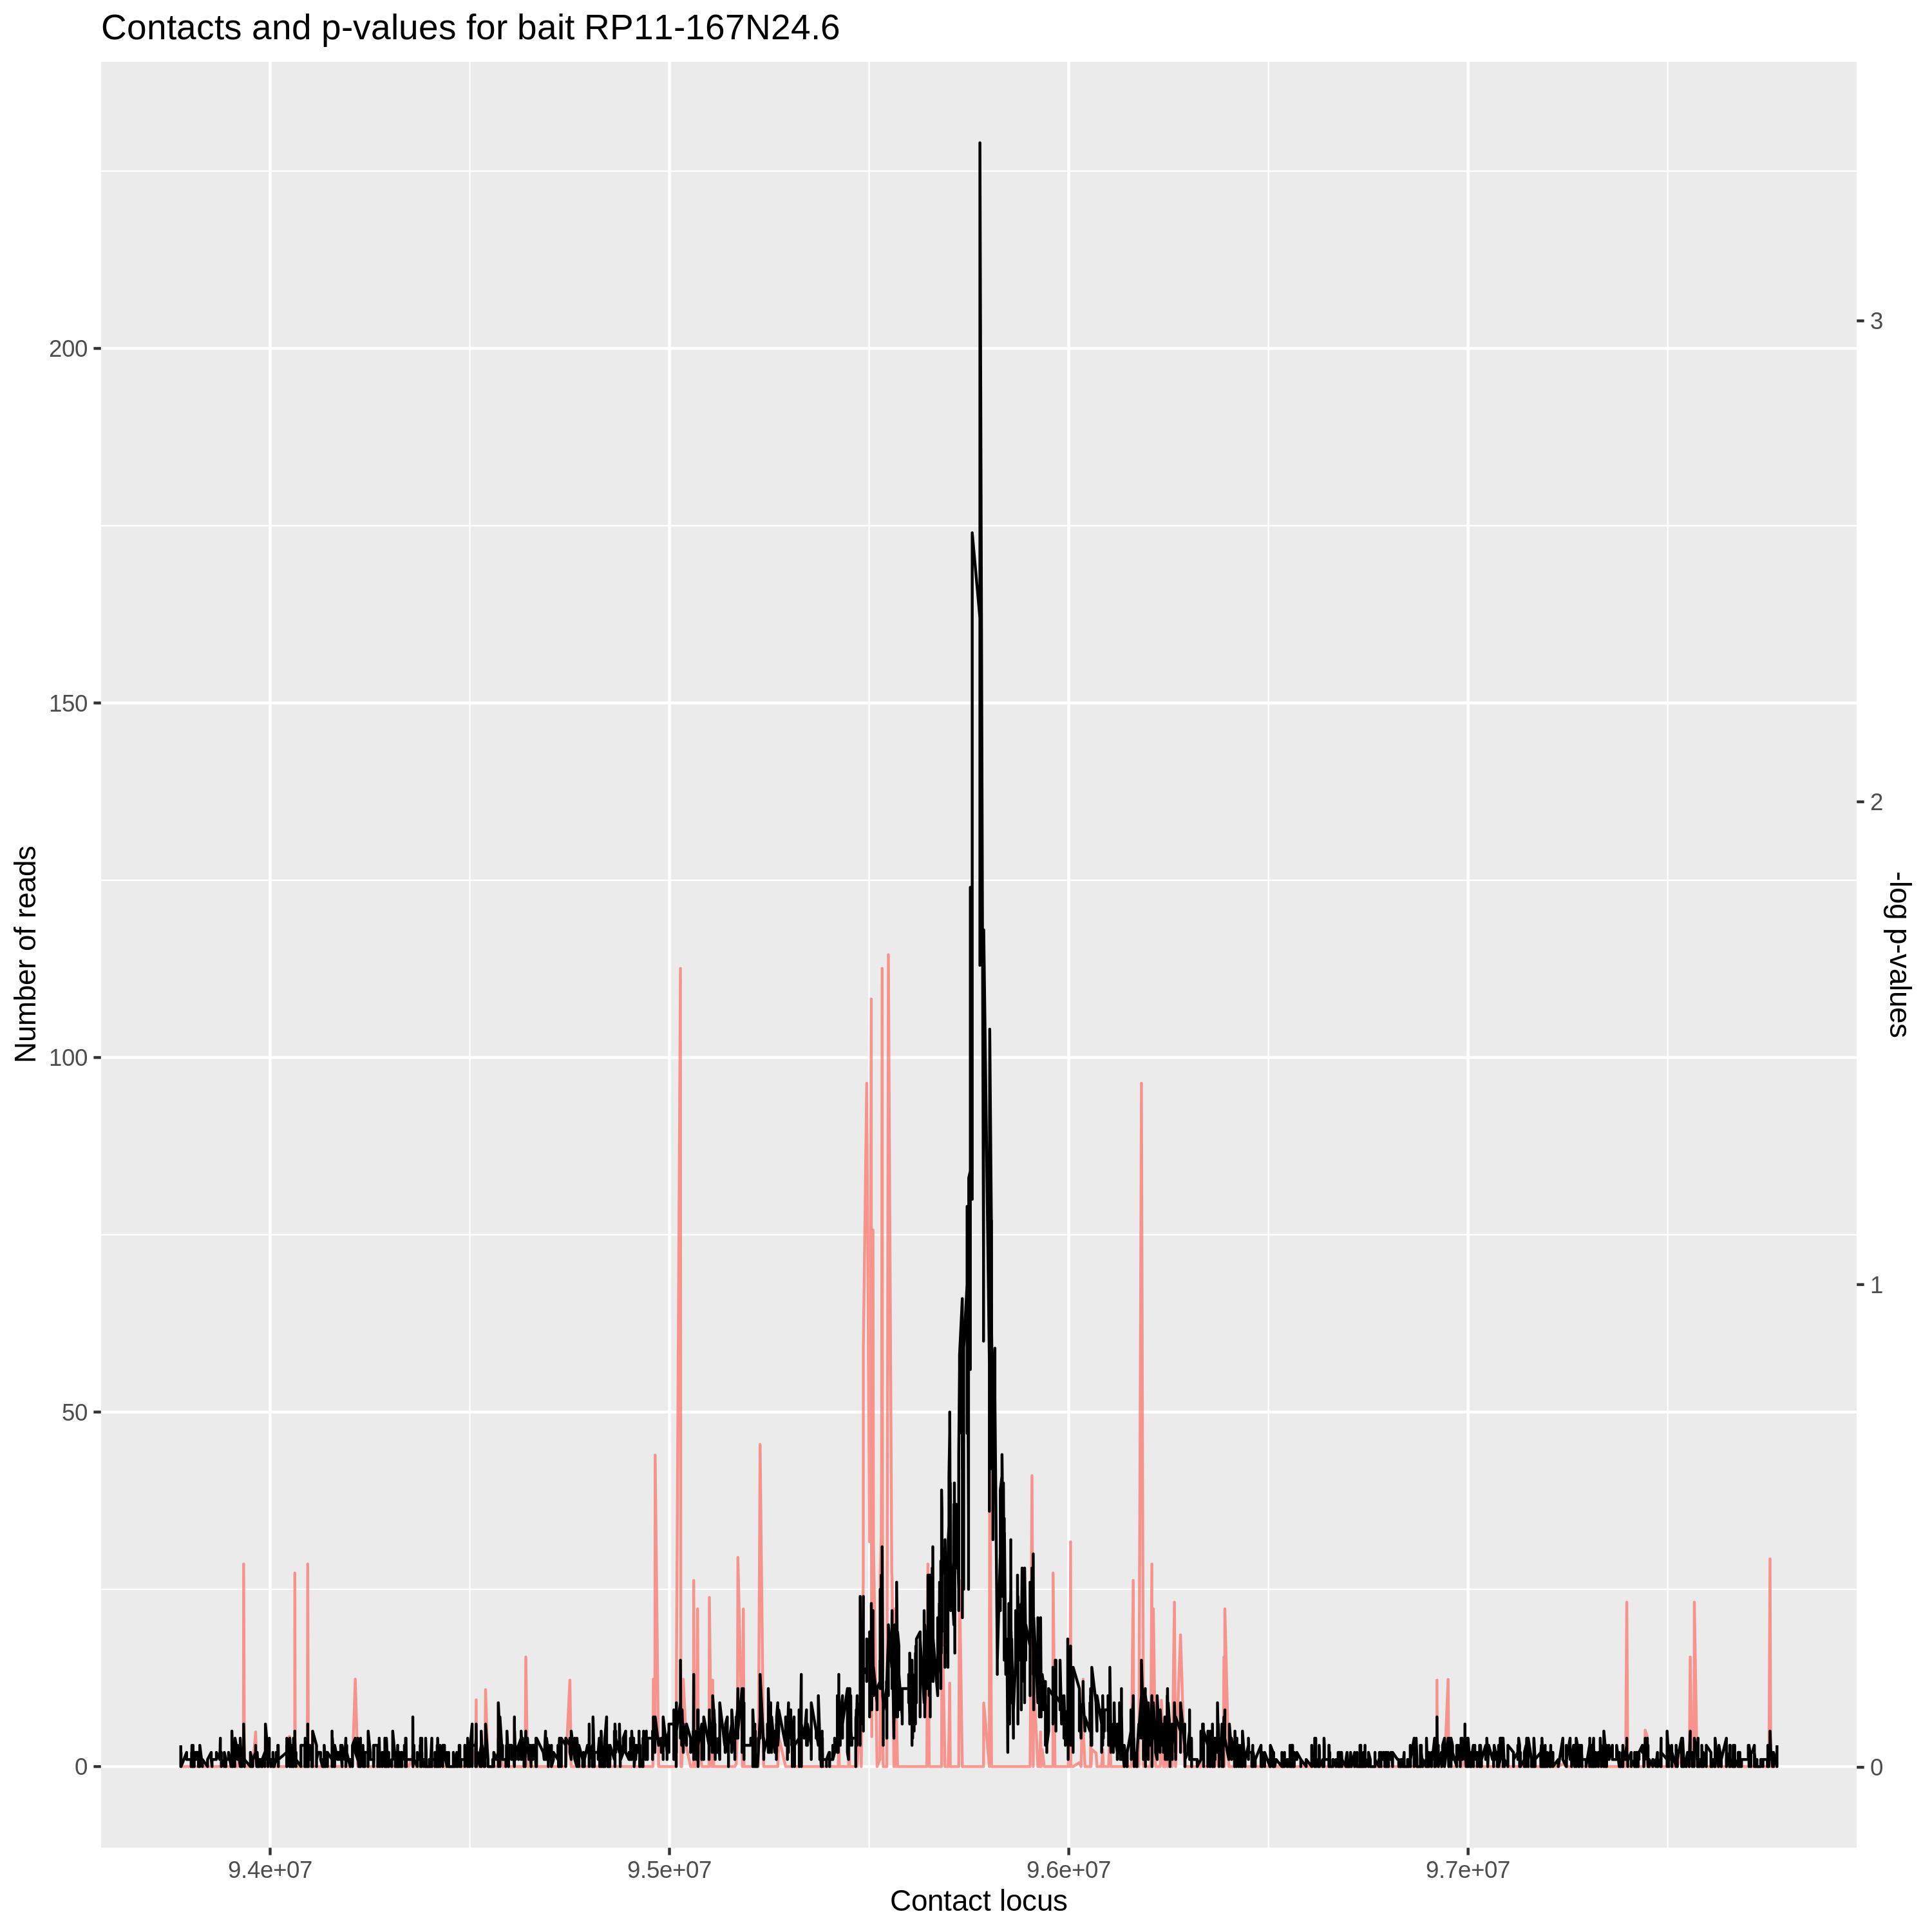 Contacts and p-values for bait RP11-167N24.6
Number of reads
200
150
100
50
0
3
2
1
0
-log p-values
9.4e+07
9.5e+07
9.6e+07
9.7e+07
Contact locus